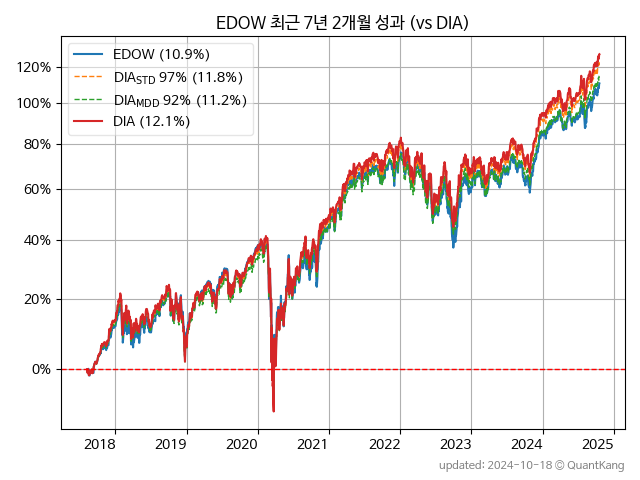 EDOW 최근 7년 2개월 성과 (vs DIA)
EDOW (10.9%)
DIA_STD 97% (11.8%)
DIA_MDD 92% (11.2%)
DIA (12.1%)
120%
100%
80%
60%
40%
20%
0%
2018 2019 2020 2021 2022 2023 2024 2025
updated: 2024-10-18 © QuantKang